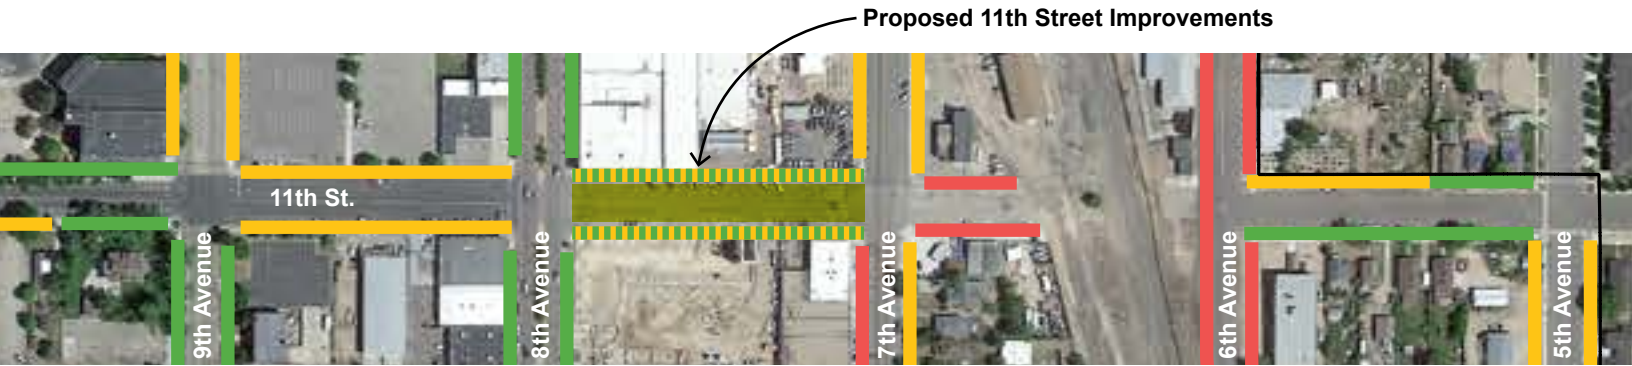 Proposed 11th Street Improvements
11th St.
9th Avenue
8th Avenue
7th Avenue
6th Avenue
5th Avenue